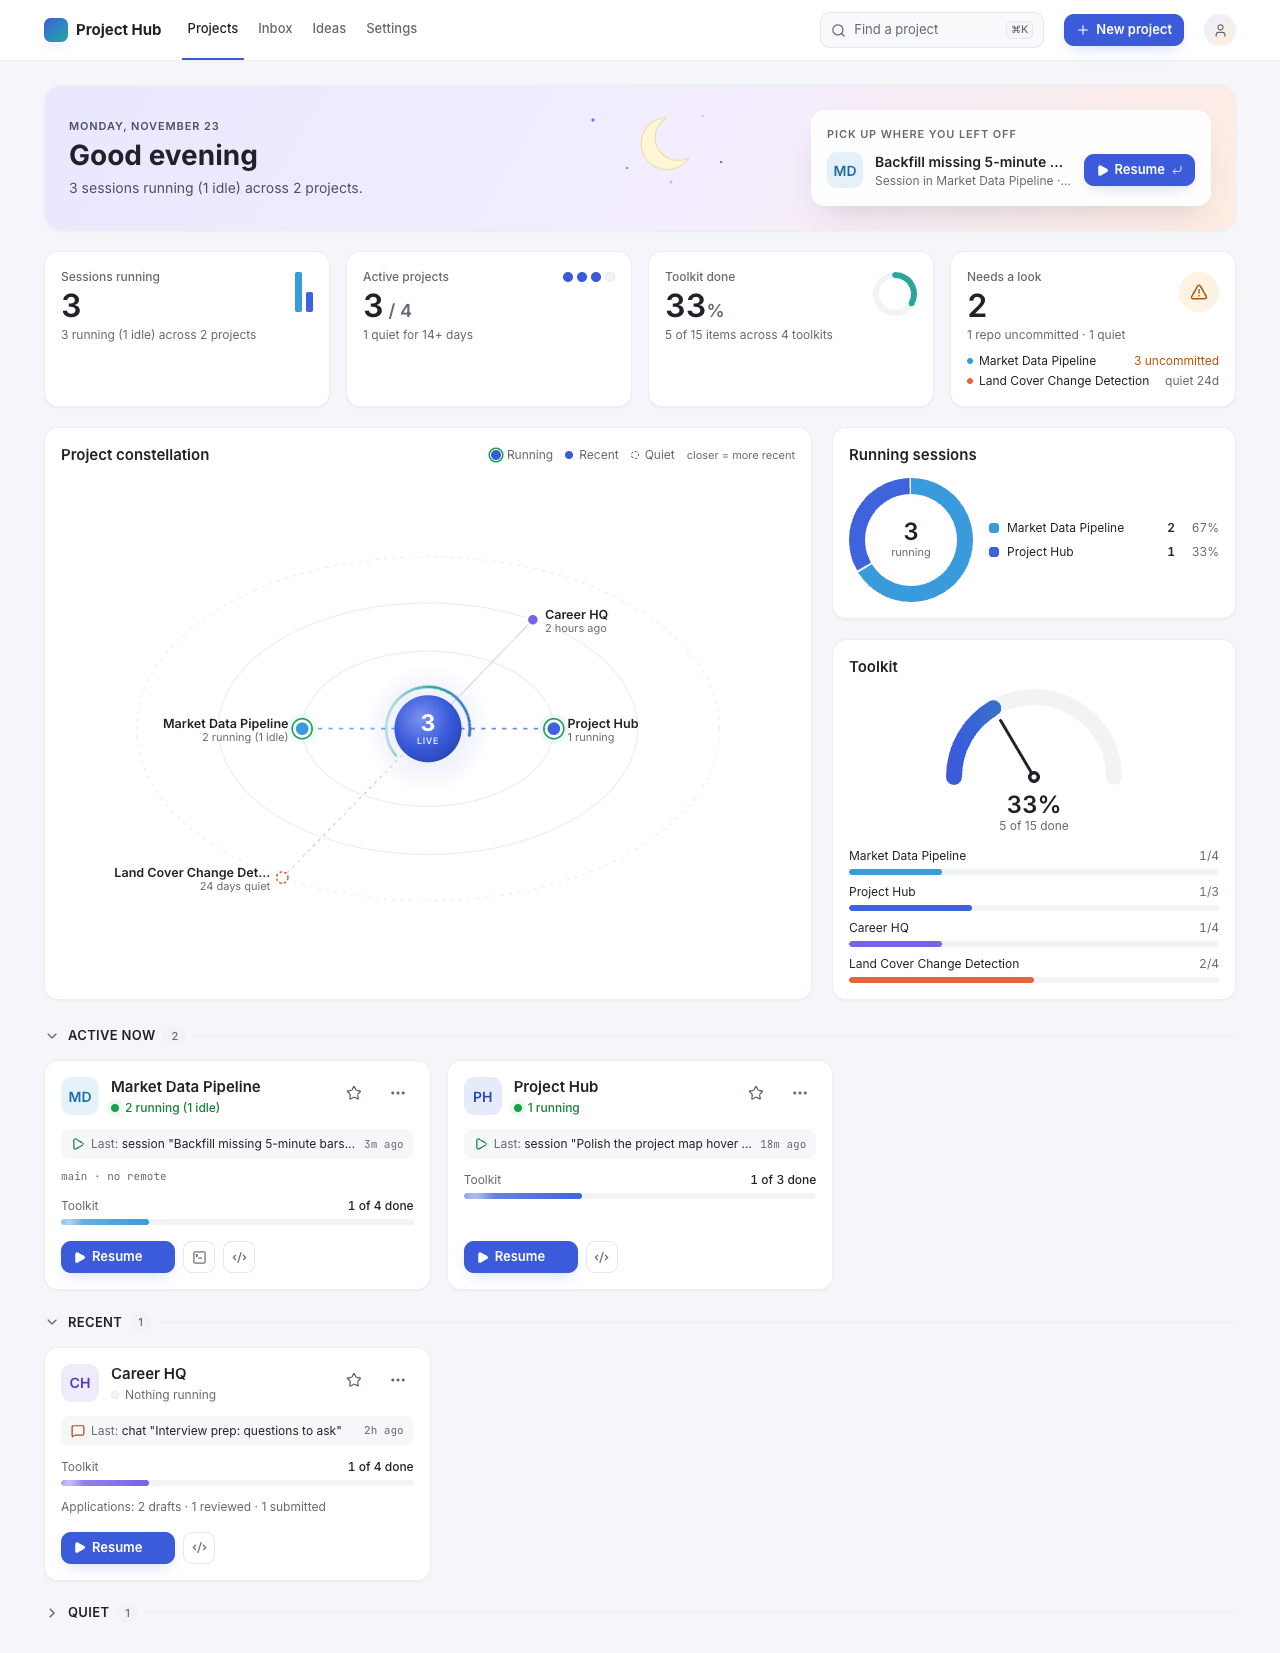 Project Hub
Projects
Inbox
Ideas
Settings
Find a project
⌘K
New project
MONDAY, NOVEMBER 23
Good evening
3 sessions running (1 idle) across 2 projects.
PICK UP WHERE YOU LEFT OFF
MD
Backfill missing 5-minute ...
Session in Market Data Pipeline ·...
Resume
Sessions running
3
3 running (1 idle) across 2 projects
Active projects
3 / 4
1 quiet for 14+ days
Toolkit done
33%
5 of 15 items across 4 toolkits
Needs a look
2
1 repo uncommitted · 1 quiet
Market Data Pipeline 3 uncommitted
Land Cover Change Detection quiet 24d
Project constellation
Running
Recent
Quiet
closer = more recent
Career HQ
2 hours ago
Market Data Pipeline
2 running (1 idle)
3
LIVE
Project Hub
1 running
Land Cover Change Det...
24 days quiet
Running sessions
3
running
Market Data Pipeline 2 67%
Project Hub 1 33%
Toolkit
33%
5 of 15 done
Market Data Pipeline 1/4
Project Hub 1/3
Career HQ 1/4
Land Cover Change Detection 2/4
ACTIVE NOW 2
MD
Market Data Pipeline
2 running (1 idle)
Last: session "Backfill missing 5-minute bars... 3m ago
main · no remote
Toolkit 1 of 4 done
Resume
PH
Project Hub
1 running
Last: session "Polish the project map hover ... 18m ago
Toolkit 1 of 3 done
Resume
RECENT 1
CH
Career HQ
Nothing running
Last: chat "Interview prep: questions to ask" 2h ago
Toolkit 1 of 4 done
Applications: 2 drafts · 1 reviewed · 1 submitted
Resume
QUIET 1